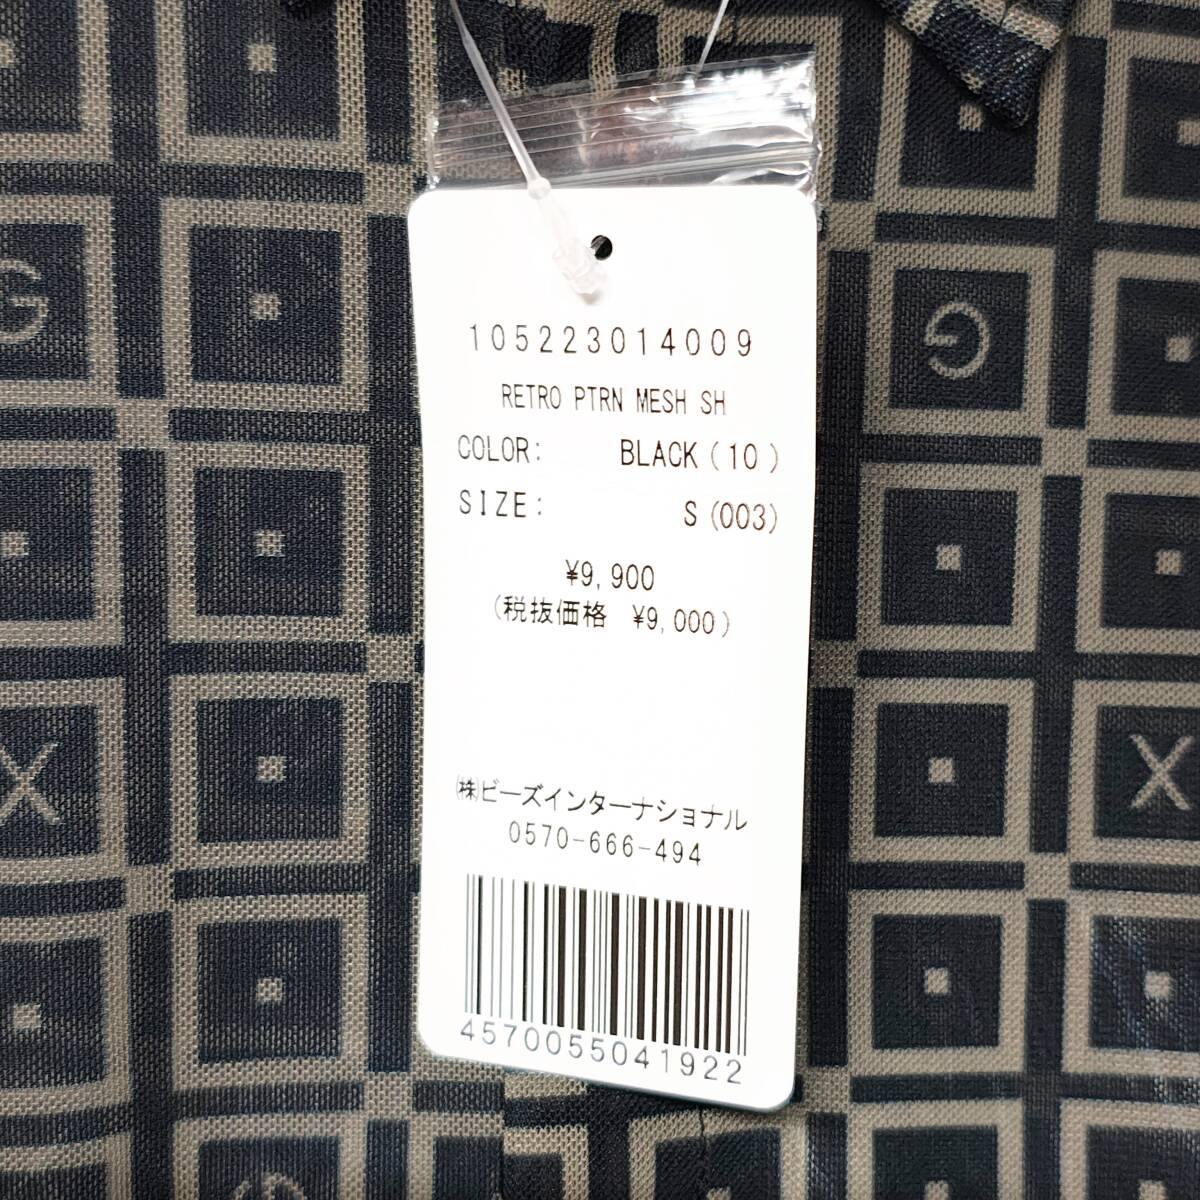 105223014009
RETRO PTRN MESH SH
COLOR: BLACK(10)
SIZE: S(003)
¥9,900
(税抜価格 ¥9,000)
㈱ビーズインターナショナル
0570-666-494
4570055041922
G
G
X
X